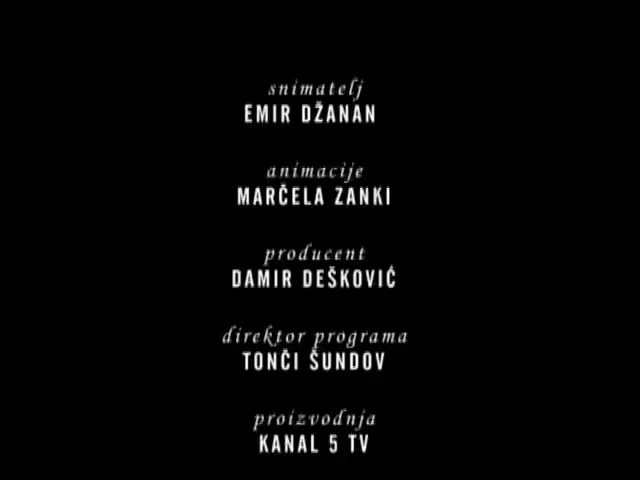 snimatelj
EMIR DŽANAN
animacije
MARČELA ZANKI
producent
DAMIR DEŠKOVIĆ
direktor programa
TONČI ŠUNDOV
proizvodnja
KANAL 5 TV